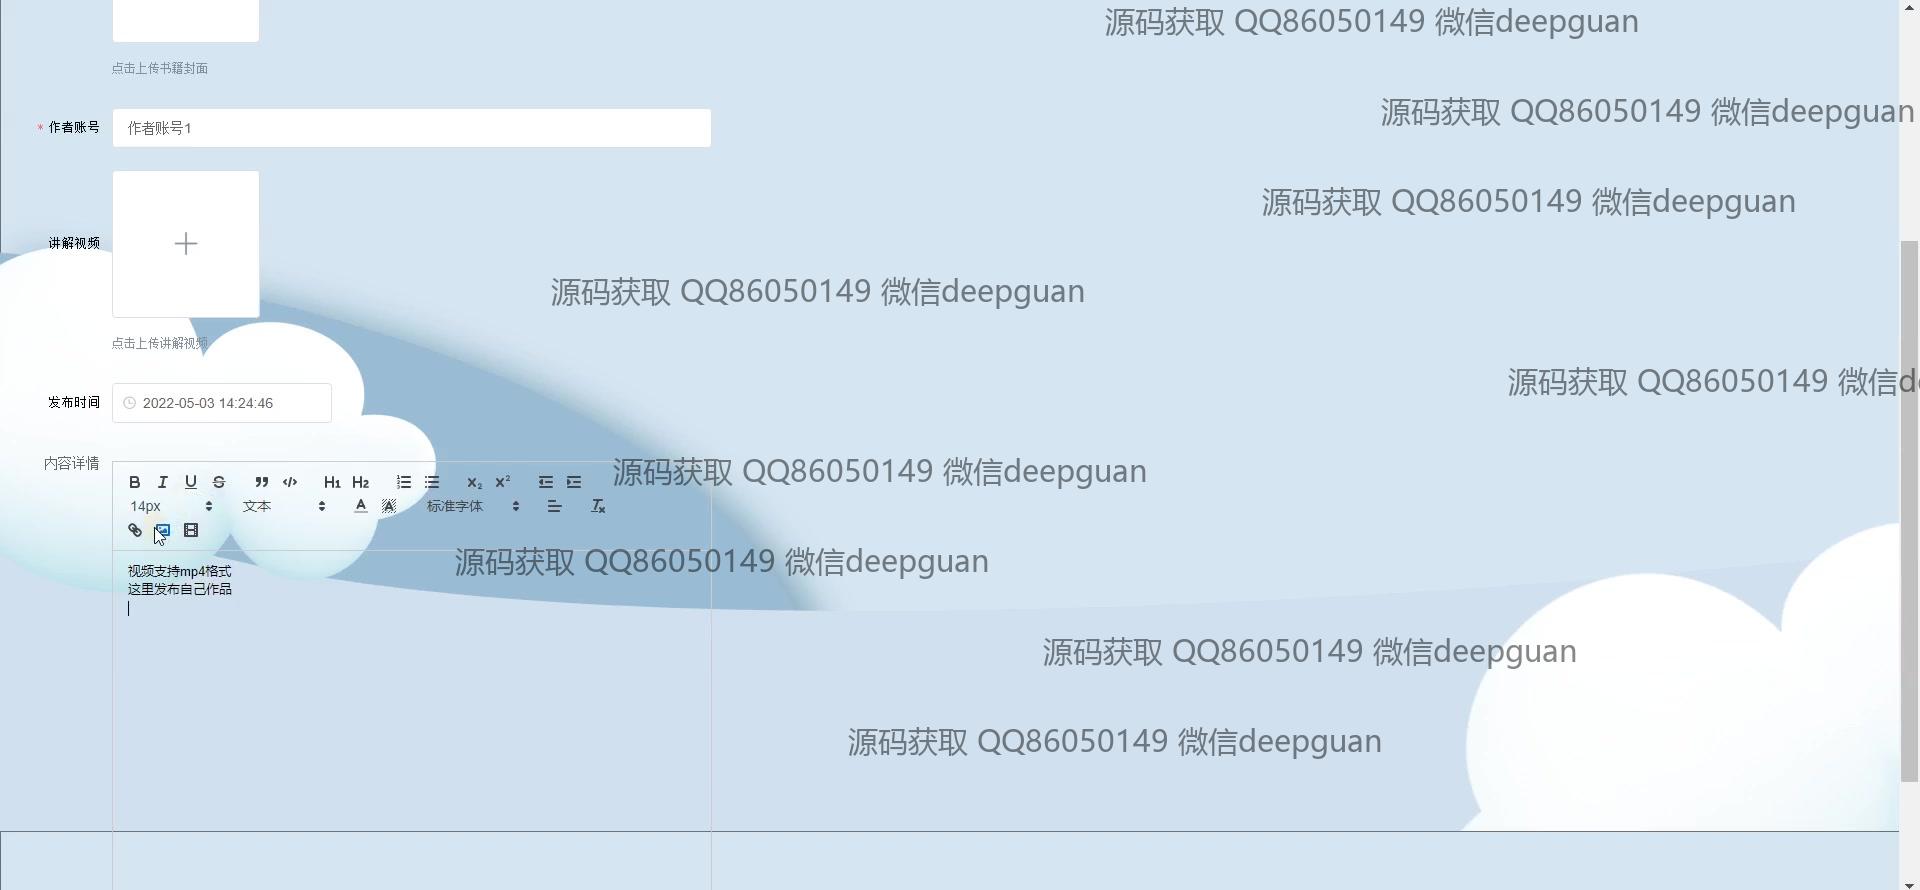 源码获取 QQ86050149 微信deepguan
点击上传书籍封面
源码获取 QQ86050149 微信deepguan
* 作者账号
作者账号1
源码获取 QQ86050149 微信deepguan
讲解视频
源码获取 QQ86050149 微信deepguan
点击上传讲解视频
源码获取 QQ86050149 微信de
发布时间
2022-05-03 14:24:46
内容详情
源码获取 QQ86050149 微信deepguan
B I U S H1 H2 x₂ x²
14px 文本 A A 标准字体 Tx
源码获取 QQ86050149 微信deepguan
视频支持mp4格式
这里发布自己作品
源码获取 QQ86050149 微信deepguan
源码获取 QQ86050149 微信deepguan